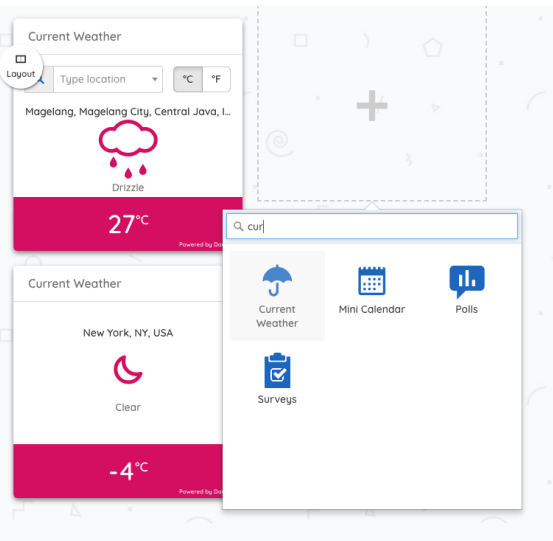 Current Weather
Layout
Type location
°C
°F
Magelang, Magelang City, Central Java, I...
Drizzle
27°C
Powered by
Current Weather
New York, NY, USA
Clear
-4°C
Powered by
cur
Current
Weather
Mini Calendar
Polls
Surveys